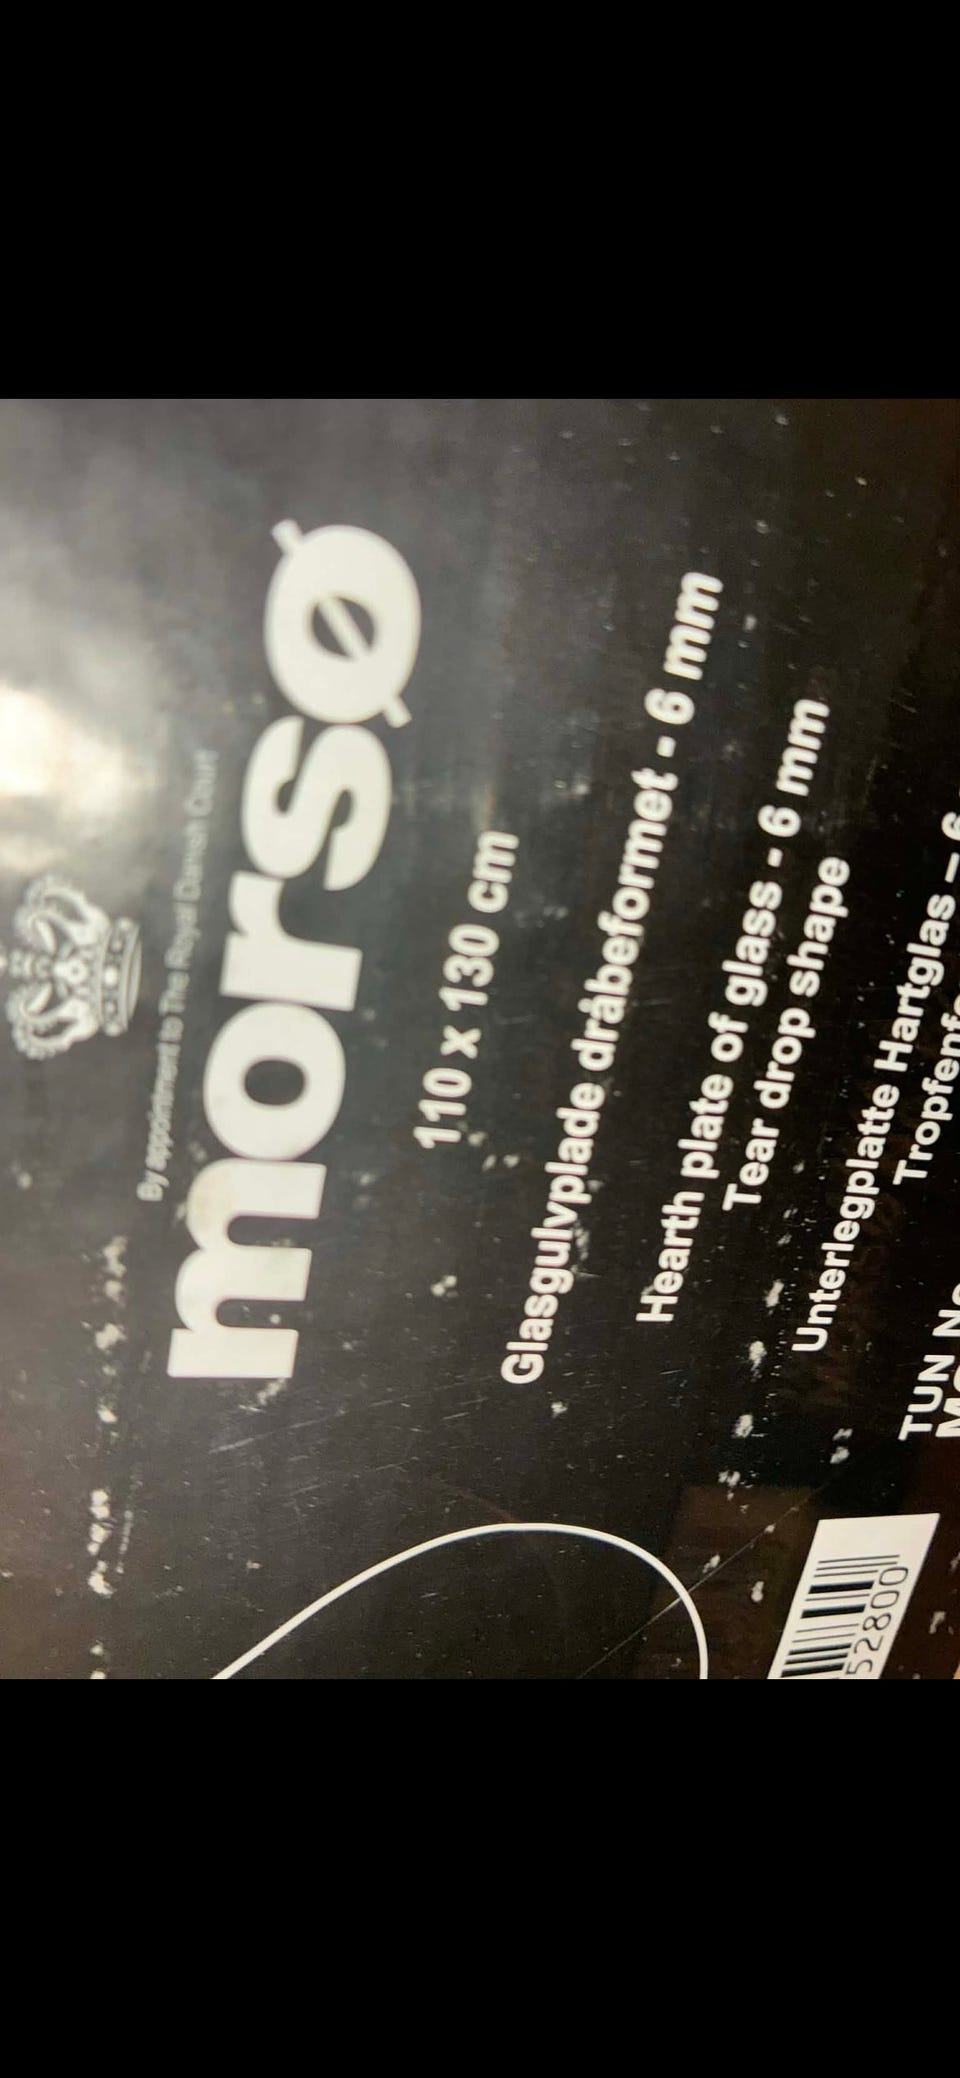 By appointment to The Royal Danish Court
morsø
110 x 130 cm
Glasgulvplade dråbeformet - 6 mm
Hearth plate of glass - 6 mm
Tear drop shape
Unterlegplatte Hartglas – 6
TUN
52800